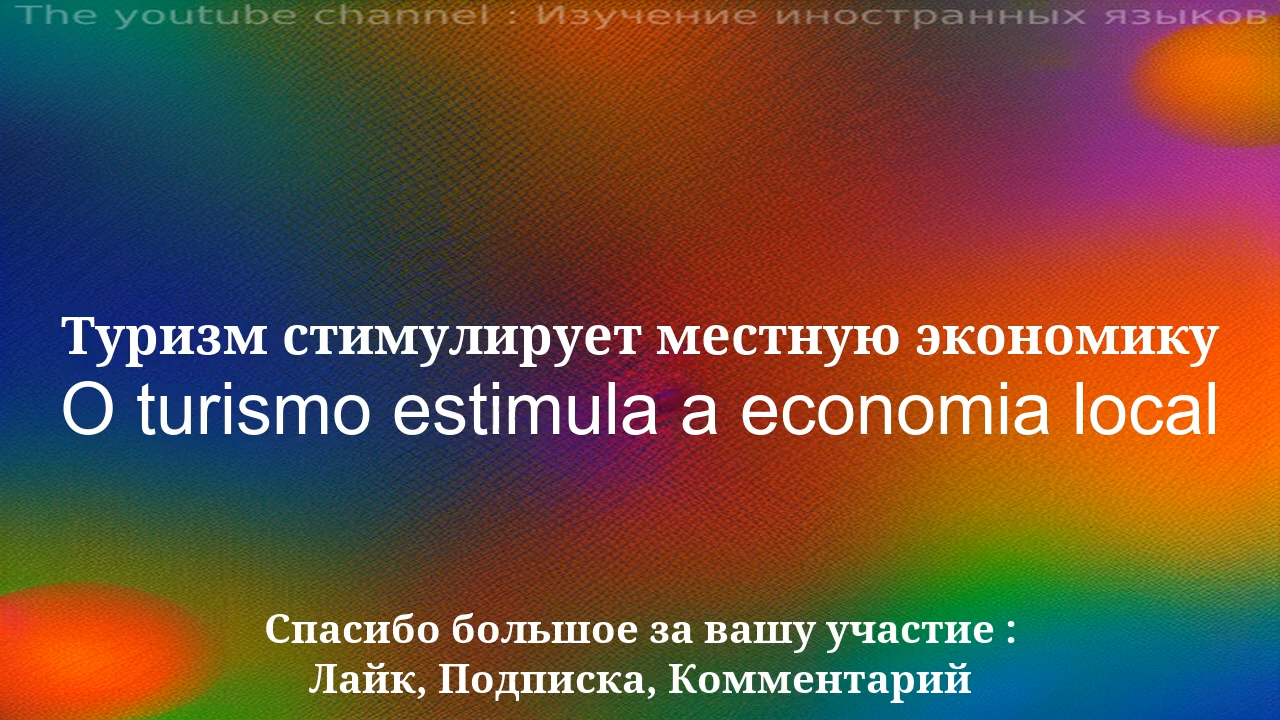 The youtube channel : Изучение иностранных языков
Туризм стимулирует местную экономику
O turismo estimula a economia local
Спасибо большое за вашу участие :
Лайк, Подписка, Комментарий